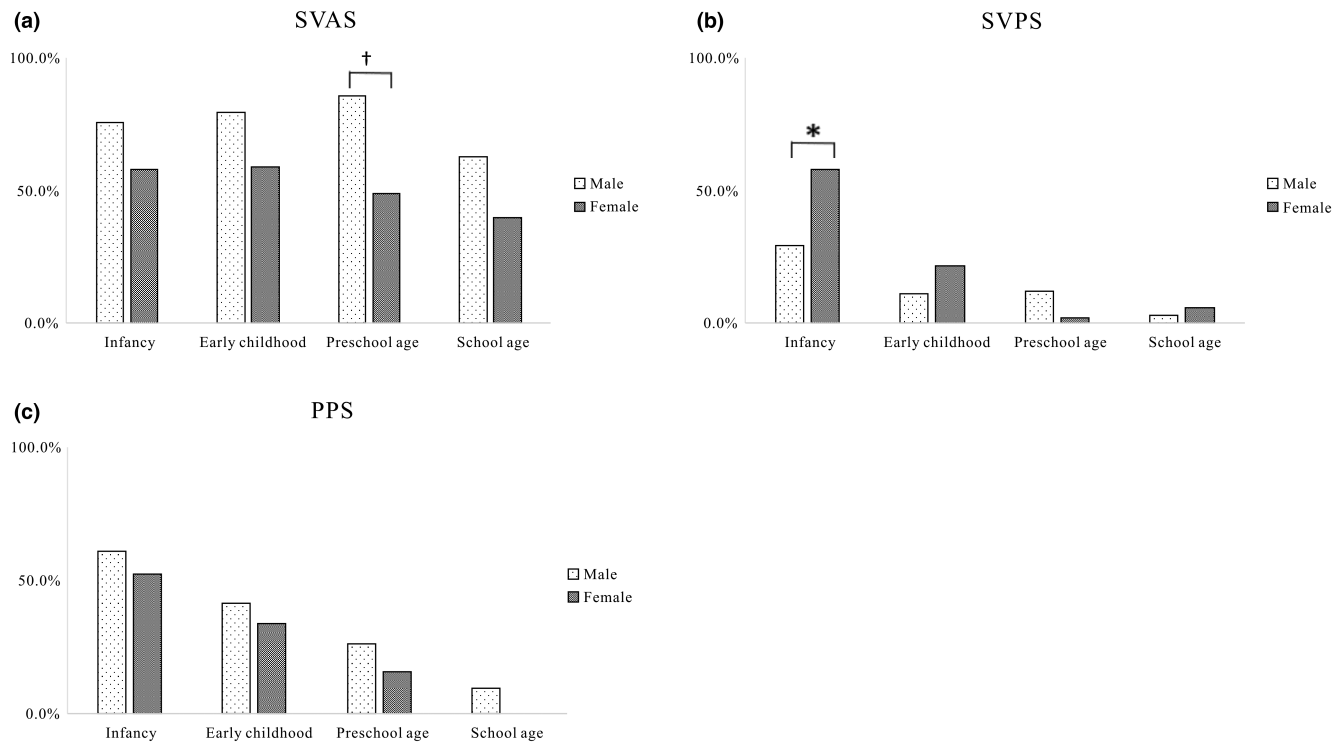 (a)
SVAS
100.0%
†
50.0%
0.0%
Infancy Early childhood Preschool age School age
Male
Female
(b)
SVPS
100.0%
*
50.0%
0.0%
Infancy Early childhood Preschool age School age
Male
Female
(c)
PPS
100.0%
50.0%
0.0%
Infancy Early childhood Preschool age School age
Male
Female